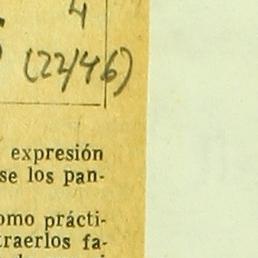 4
(22/46)
expresión
se los pan-
omo prácti-
traerlos fa-